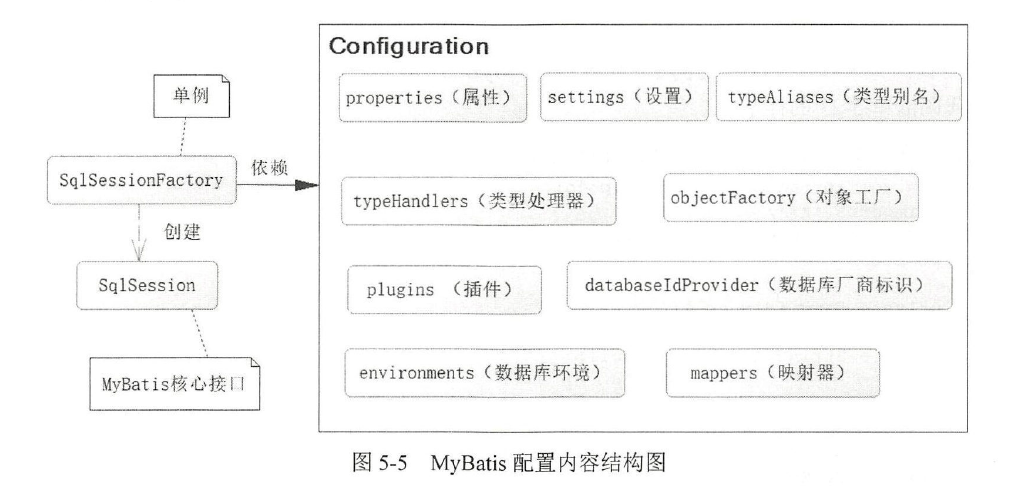 Configuration
单例
properties（属性）
settings（设置）
typeAliases（类型别名）
SqlSessionFactory
依赖
typeHandlers（类型处理器）
objectFactory（对象工厂）
创建
SqlSession
plugins （插件）
databaseIdProvider（数据库厂商标识）
MyBatis核心接口
environments（数据库环境）
mappers（映射器）
图 5-5 MyBatis 配置内容结构图